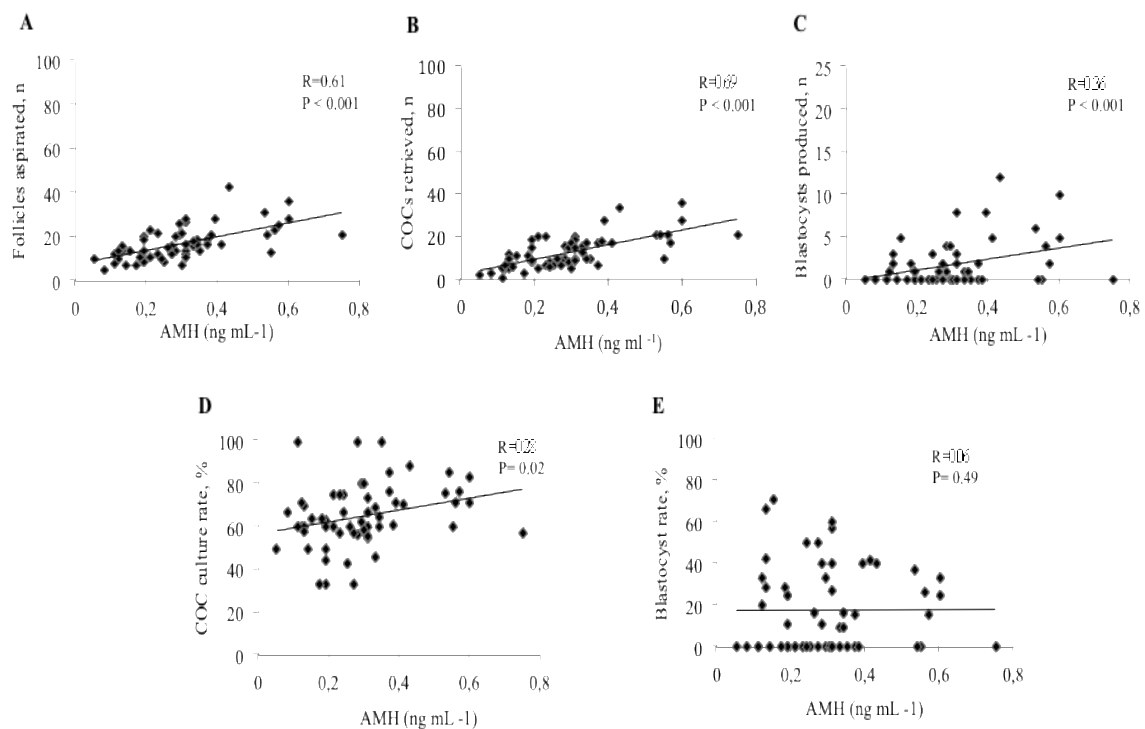 A
Follicles aspirated, n
100
80
60
40
20
0
0
0,2
0,4
0,6
0,8
AMH (ng mL-1)
R=0.61
P < 0.001
B
COCs retrieved, n
100
80
60
40
20
0
0
0,2
0,4
0,6
0,8
AMH (ng ml -1)
R=0.69
P < 0.001
C
Blastocysts produced, n
25
20
15
10
5
0
0
0,2
0,4
0,6
0,8
AMH (ng mL -1)
R=0.36
P < 0.001
D
COC culture rate, %
100
80
60
40
20
0
0
0,2
0,4
0,6
0,8
AMH (ng mL -1)
R=0.28
P= 0.02
E
Blastocyst rate, %
100
80
60
40
20
0
0
0,2
0,4
0,6
0,8
AMH (ng mL -1)
P= 0.49